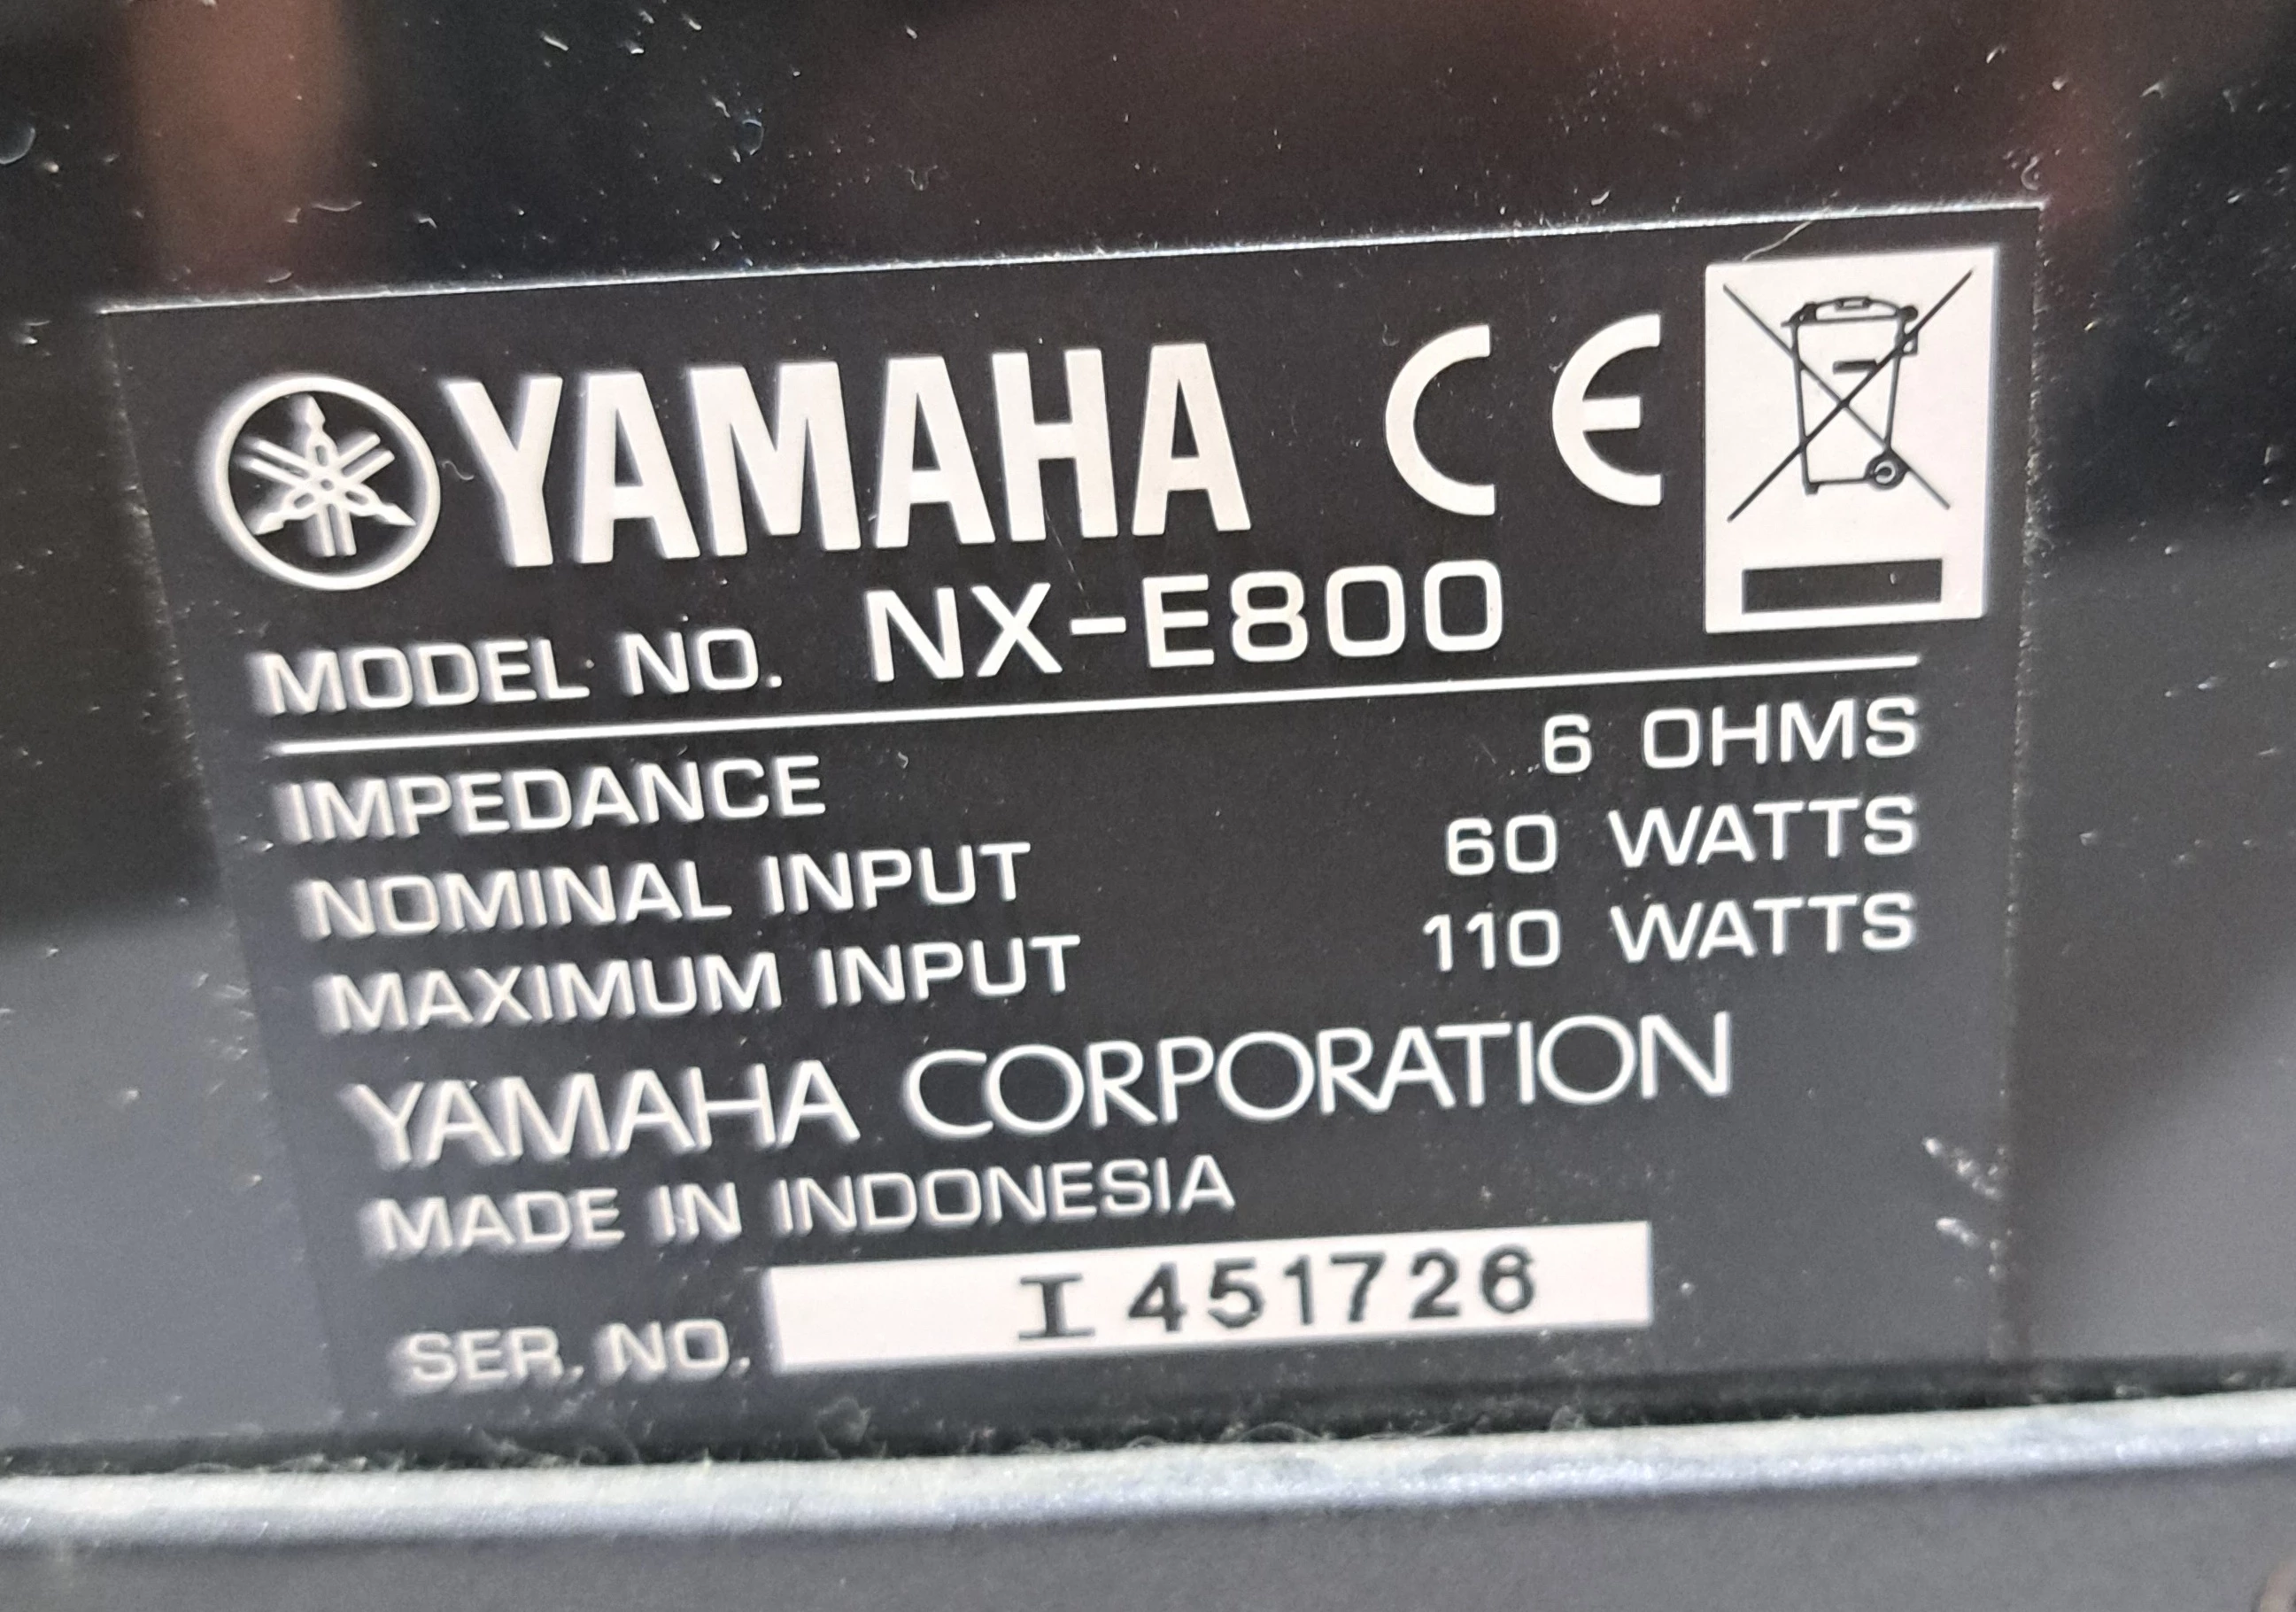 YAMAHA CE
MODEL NO. NX-E800
IMPEDANCE 6 OHMS
NOMINAL INPUT 60 WATTS
MAXIMUM INPUT 110 WATTS
YAMAHA CORPORATION
MADE IN INDONESIA
SER. NO. I 451726